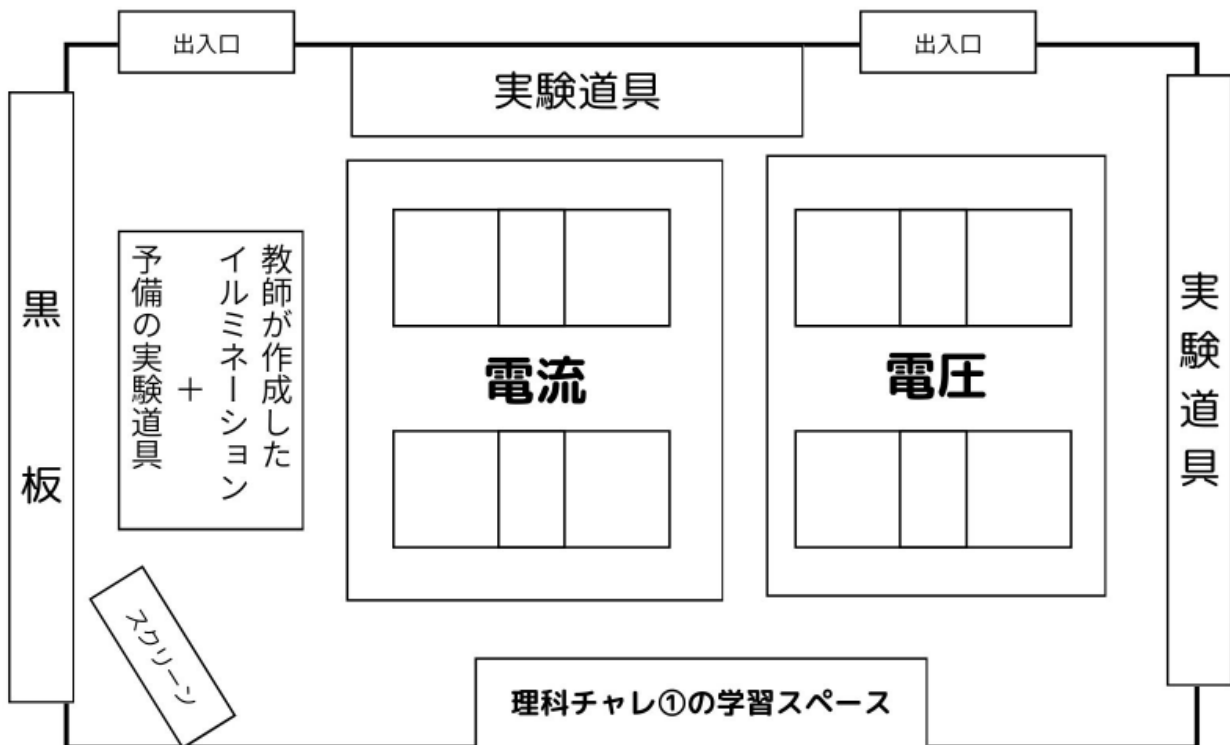 出入口
出入口
実験道具
黒板
教師が作成した
イルミネーション
+
予備の実験道具
電流
電圧
実験道具
スクリーン
理科チャレ①の学習スペース